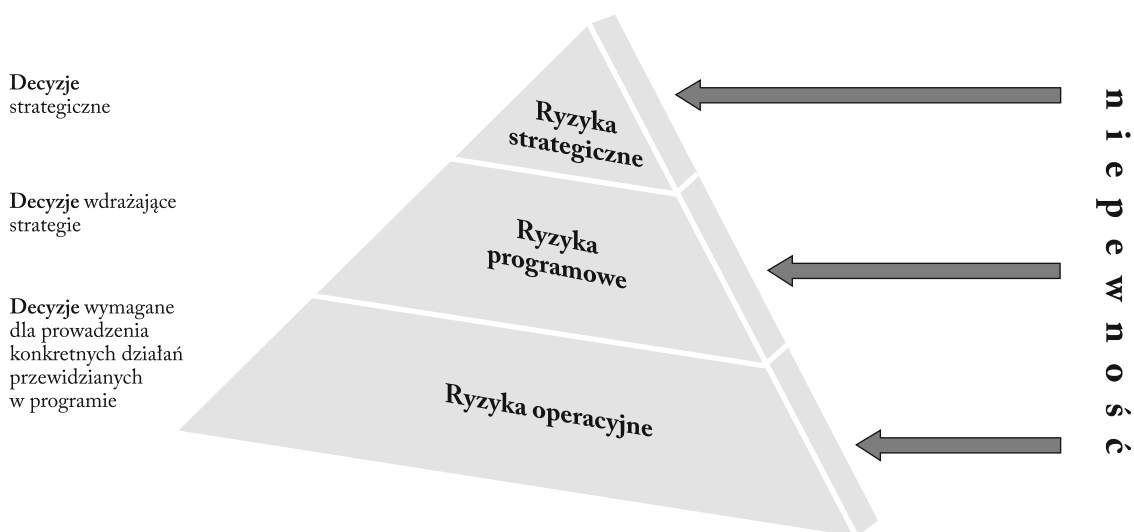 Decyzje
strategiczne
Ryzyka
strategiczne
Decyzje wdrażające
strategie
Ryzyka
programowe
Decyzje wymagane
dla prowadzenia
konkretnych działań
przewidzianych
w programie
Ryzyka operacyjne
niepewność